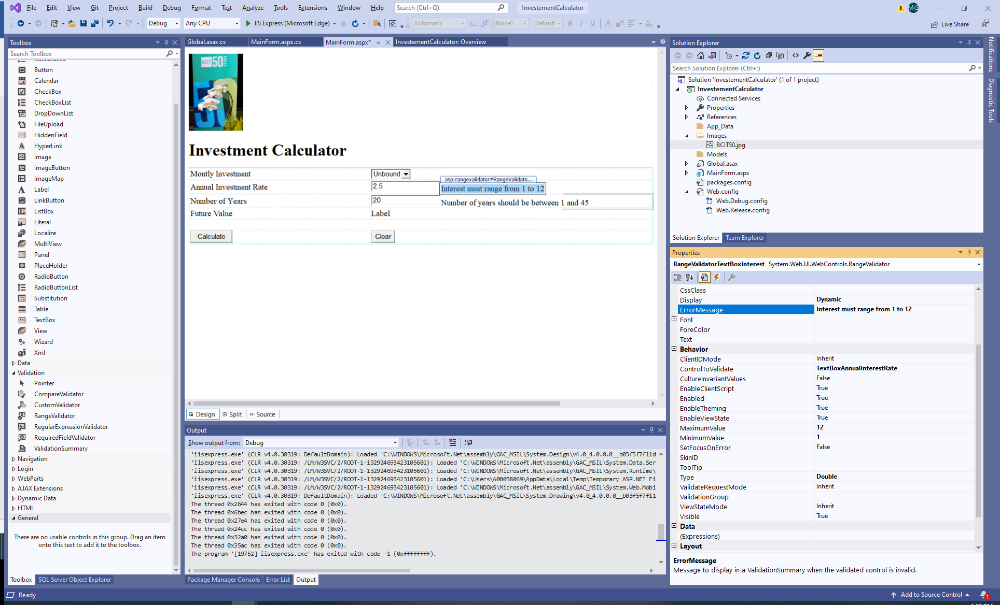 File Edit View Git Project Build Debug Format Test Analyze Tools Extensions Window Help Search (Ctrl+Q) InvestementCalculator MG
Debug Any CPU IIS Express (Microsoft Edge) Automatic (None) (Default B I U A Live Share
Toolbox
Search Toolbox
BulletedList
Button
Calendar
CheckBox
CheckBoxList
DropDownList
FileUpload
HiddenField
HyperLink
Image
ImageButton
ImageMap
Label
LinkButton
ListBox
Literal
Localize
MultiView
Panel
PlaceHolder
RadioButton
RadioButtonList
Substitution
Table
TextBox
View
Wizard
Xml
Data
Validation
Pointer
CompareValidator
CustomValidator
RangeValidator
RegularExpressionValidator
RequiredFieldValidator
ValidationSummary
Navigation
Login
WebParts
AJAX Extensions
Dynamic Data
HTML
General
There are no usable controls in this group. Drag an item
onto this text to add it to the toolbox.
Toolbox SQL Server Object Explorer
Global.asax.cs MainForm.aspx.cs MainForm.aspx* InvestementCalculator: Overview
BCIT 50 YEARS
50
Investment Calculator
Montly Investment Unbound
asp:rangevalidator#RangeValidato...
Annual Investment Rate 2.5 Interest must range from 1 to 12
Number of Years 20 Number of years should be between 1 and 45
Future Value Label
Calculate Clear
Design Split Source
Output
Show output from: Debug
'iisexpress.exe' (CLR v4.0.30319: DefaultDomain): Loaded 'C:\WINDOWS\Microsoft.Net\assembly\GAC_MSIL\System.Design\v4.0_4.0.0.0__b03f5f7f11d
'iisexpress.exe' (CLR v4.0.30319: /LM/W3SVC/2/ROOT-1-132924693423105601): Loaded 'C:\WINDOWS\Microsoft.Net\assembly\GAC_MSIL\System.Data.Ser
'iisexpress.exe' (CLR v4.0.30319: /LM/W3SVC/2/ROOT-1-132924693423105601): Loaded 'C:\WINDOWS\Microsoft.Net\assembly\GAC_MSIL\System.Runtime\
'iisexpress.exe' (CLR v4.0.30319: /LM/W3SVC/2/ROOT-1-132924693423105601): Loaded 'C:\Users\A00038069\AppData\Local\Temp\Temporary ASP.NET Fi
'iisexpress.exe' (CLR v4.0.30319: /LM/W3SVC/2/ROOT-1-132924693423105601): Loaded 'C:\WINDOWS\Microsoft.Net\assembly\GAC_MSIL\System.Web.Mobi
'iisexpress.exe' (CLR v4.0.30319: DefaultDomain): Loaded 'C:\WINDOWS\Microsoft.Net\assembly\GAC_MSIL\System.Drawing\v4.0_4.0.0.0__b03f5f7f11
The thread 0x2644 has exited with code 0 (0x0).
The thread 0x6bec has exited with code 0 (0x0).
The thread 0x27e4 has exited with code 0 (0x0).
The thread 0x24cc has exited with code 0 (0x0).
The thread 0x32a0 has exited with code 0 (0x0).
The thread 0x35ac has exited with code 0 (0x0).
The program '[19752] iisexpress.exe' has exited with code -1 (0xffffffff).
Package Manager Console Error List Output
Solution Explorer
Search Solution Explorer (Ctrl+;)
Solution 'InvestementCalculator' (1 of 1 project)
InvestementCalculator
Connected Services
Properties
References
App_Data
Images
BCIT50.jpg
Models
Global.asax
MainForm.aspx
packages.config
Web.config
Web.Debug.config
Web.Release.config
Solution Explorer Team Explorer
Properties
RangeValidatorTextBoxInterest System.Web.UI.WebControls.RangeValidator
CssClass
Display Dynamic
ErrorMessage Interest must range from 1 to 12
Font
ForeColor
Text
Behavior
ClientIDMode Inherit
ControlToValidate TextBoxAnnualInterestRate
CultureInvariantValues False
EnableClientScript True
Enabled True
EnableTheming True
EnableViewState True
MaximumValue 12
MinimumValue 1
SetFocusOnError False
SkinID
ToolTip
Type Double
ValidateRequestMode Inherit
ValidationGroup
ViewStateMode Inherit
Visible True
Data
(Expressions)
Layout
ErrorMessage
Message to display in a ValidationSummary when the validated control is invalid.
Notifications
Diagnostic Tools
Ready Add to Source Control 1